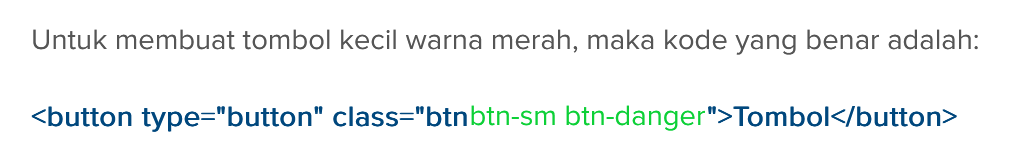 Untuk membuat tombol kecil warna merah, maka kode yang benar adalah:
<button type="button" class="btnbtn-sm btn-danger">Tombol</button>